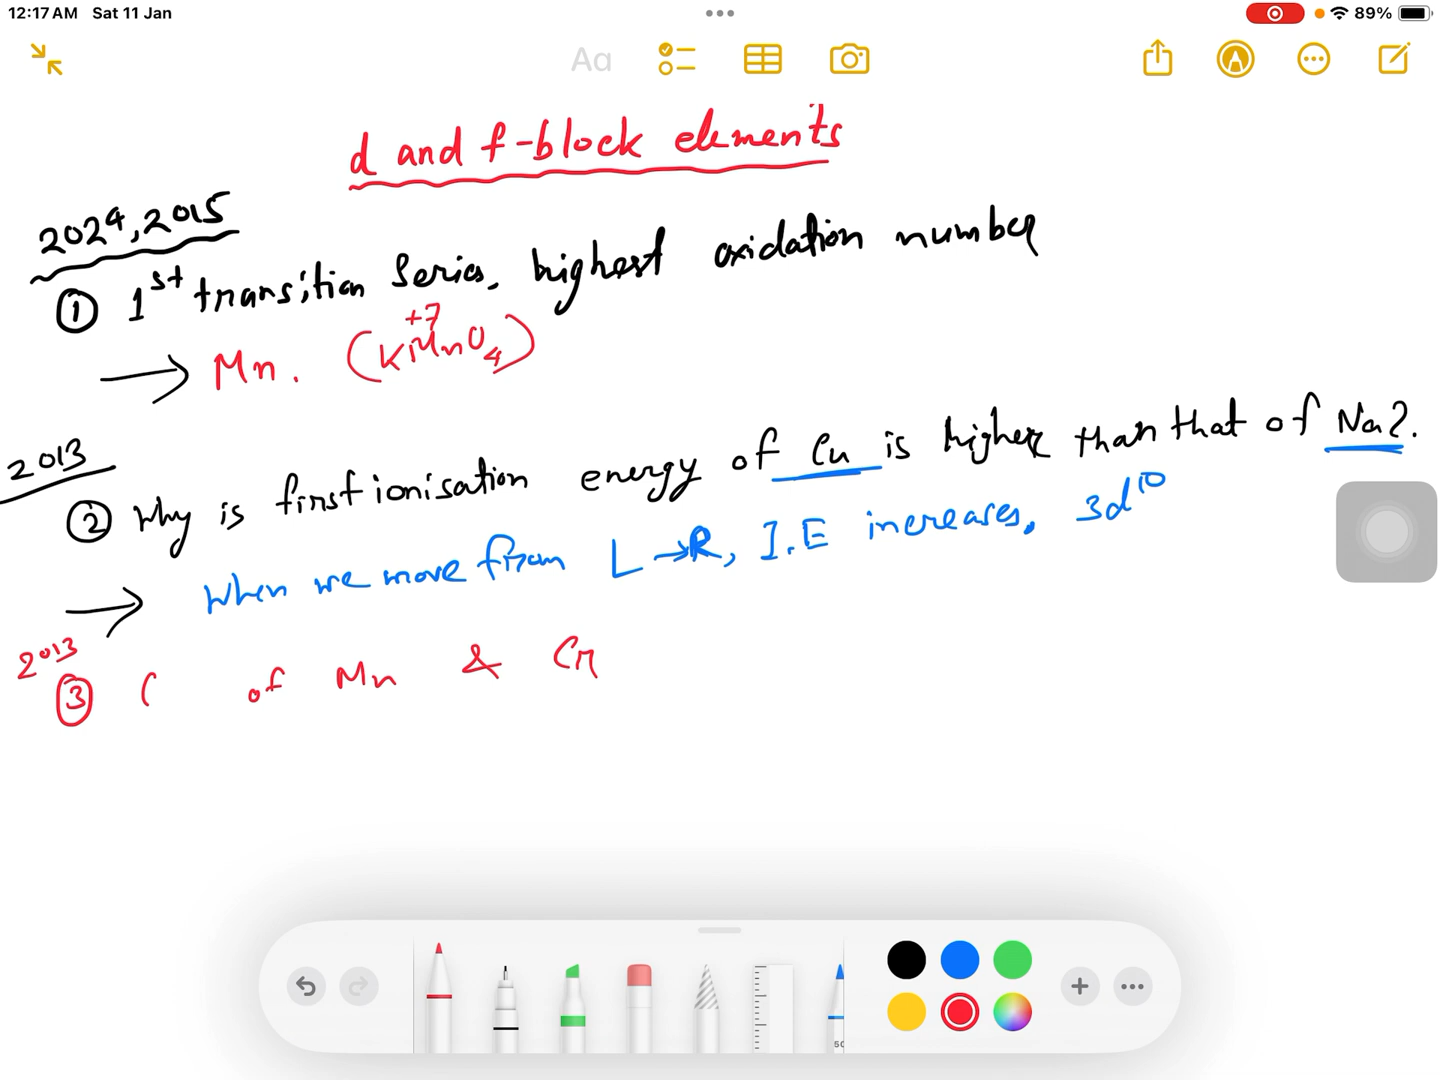 12:17 AM Sat 11 Jan 89%
Aa
d and f-block elements
2024, 2015
① 1st transition Series, highest oxidation number
→ Mn. (KMnO4)
+7
2013
② Why is first ionisation energy of Cu is higher than that of Na?
→ When we move from L→R, I.E increases. 3d10
2013
③ ( of Mn & Cr
50